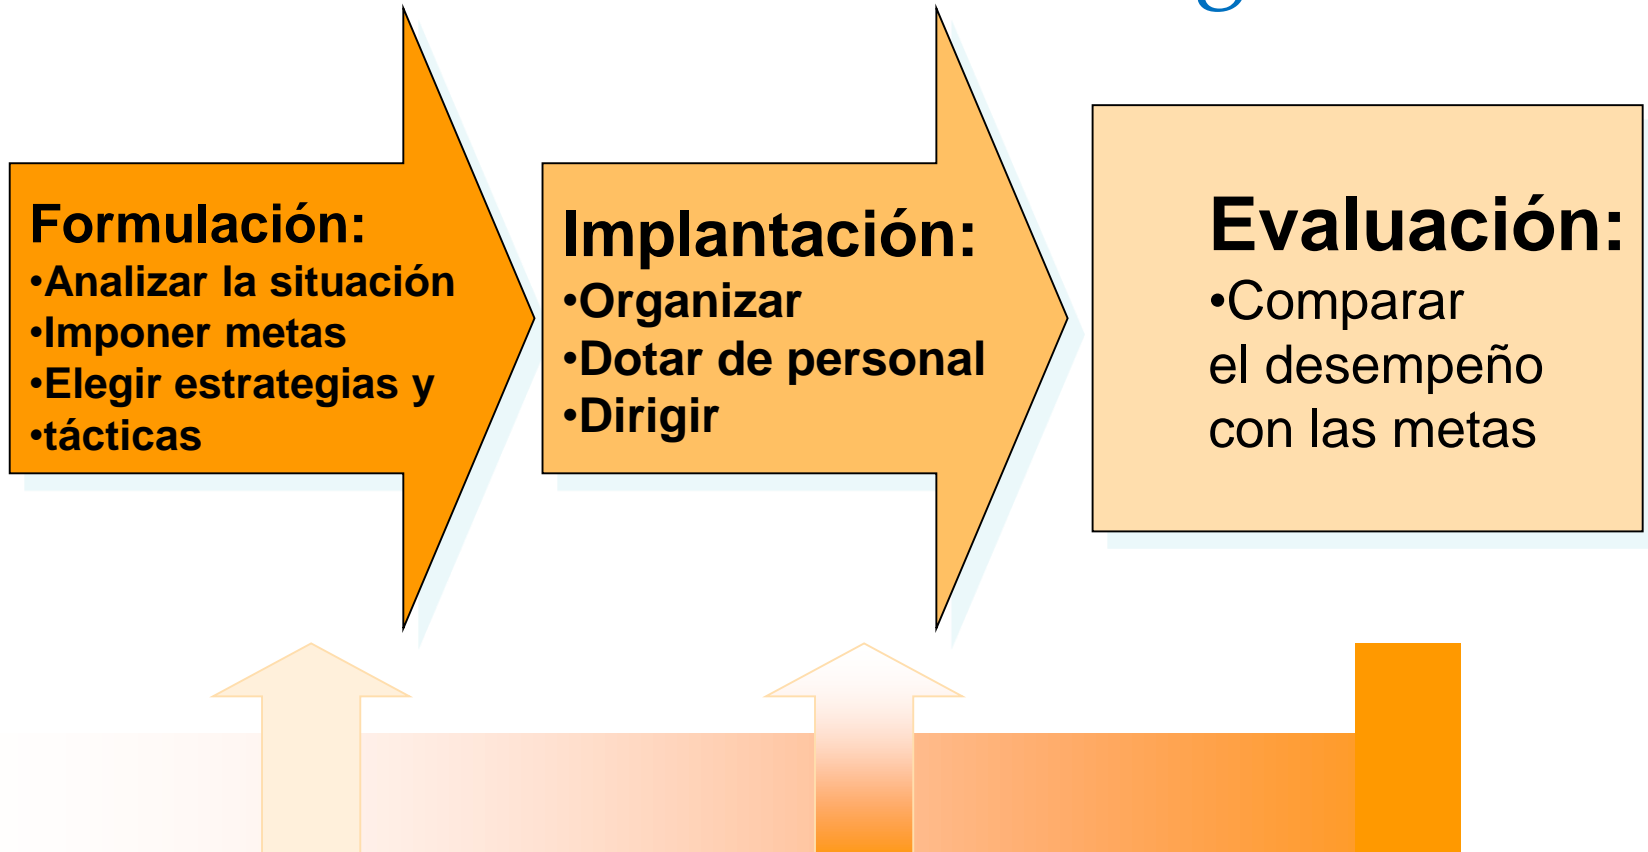 Formulación:
•Analizar la situación
•Imponer metas
•Elegir estrategias y
•tácticas
Implantación:
•Organizar
•Dotar de personal
•Dirigir
Evaluación:
•Comparar
el desempeño
con las metas